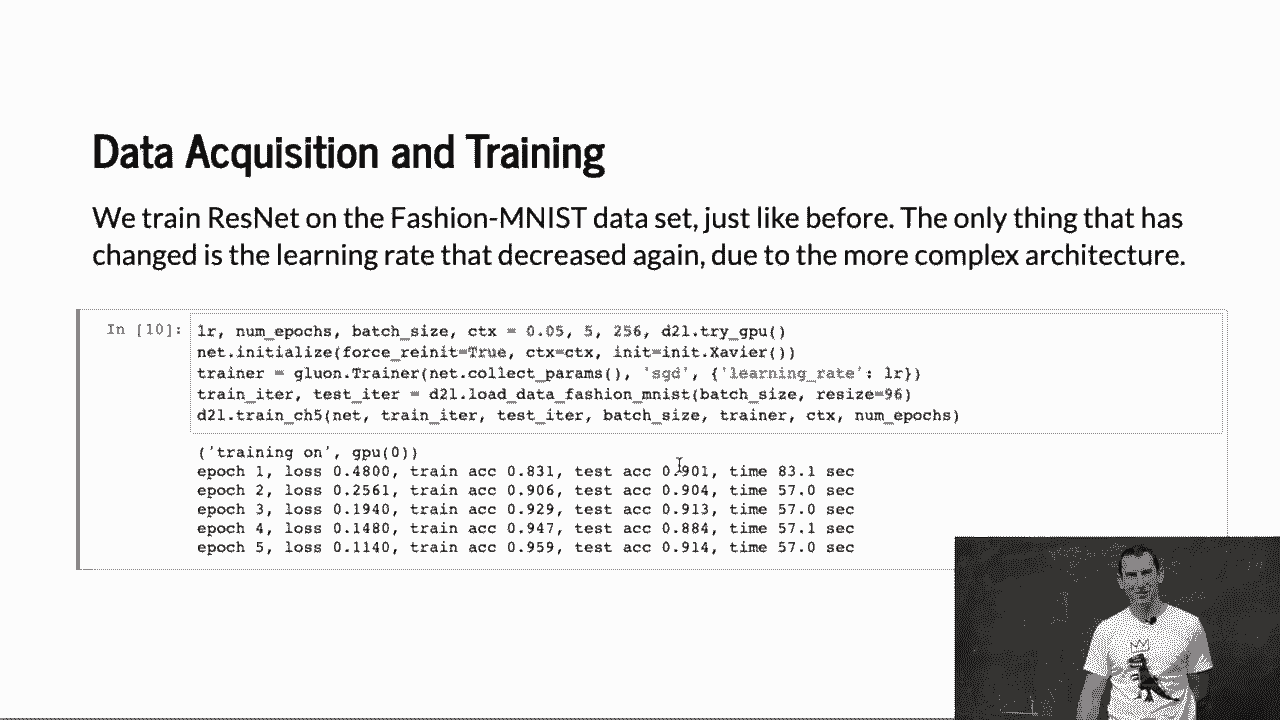 Data Acquisition and Training
We train ResNet on the Fashion-MNIST data set, just like before. The only thing that has
changed is the learning rate that decreased again, due to the more complex architecture.
In [10]: lr, num_epochs, batch_size, ctx = 0.05, 5, 256, d2l.try_gpu()
net.initialize(force_reinit=True, ctx=ctx, init=init.Xavier())
trainer = gluon.Trainer(net.collect_params(), 'sgd', {'learning_rate': lr})
train_iter, test_iter = d2l.load_data_fashion_mnist(batch_size, resize=96)
d2l.train_ch5(net, train_iter, test_iter, batch_size, trainer, ctx, num_epochs)
('training on', gpu(0))
epoch 1, loss 0.4800, train acc 0.831, test acc 0.901, time 83.1 sec
epoch 2, loss 0.2561, train acc 0.906, test acc 0.904, time 57.0 sec
epoch 3, loss 0.1940, train acc 0.929, test acc 0.913, time 57.0 sec
epoch 4, loss 0.1480, train acc 0.947, test acc 0.884, time 57.1 sec
epoch 5, loss 0.1140, train acc 0.959, test acc 0.914, time 57.0 sec